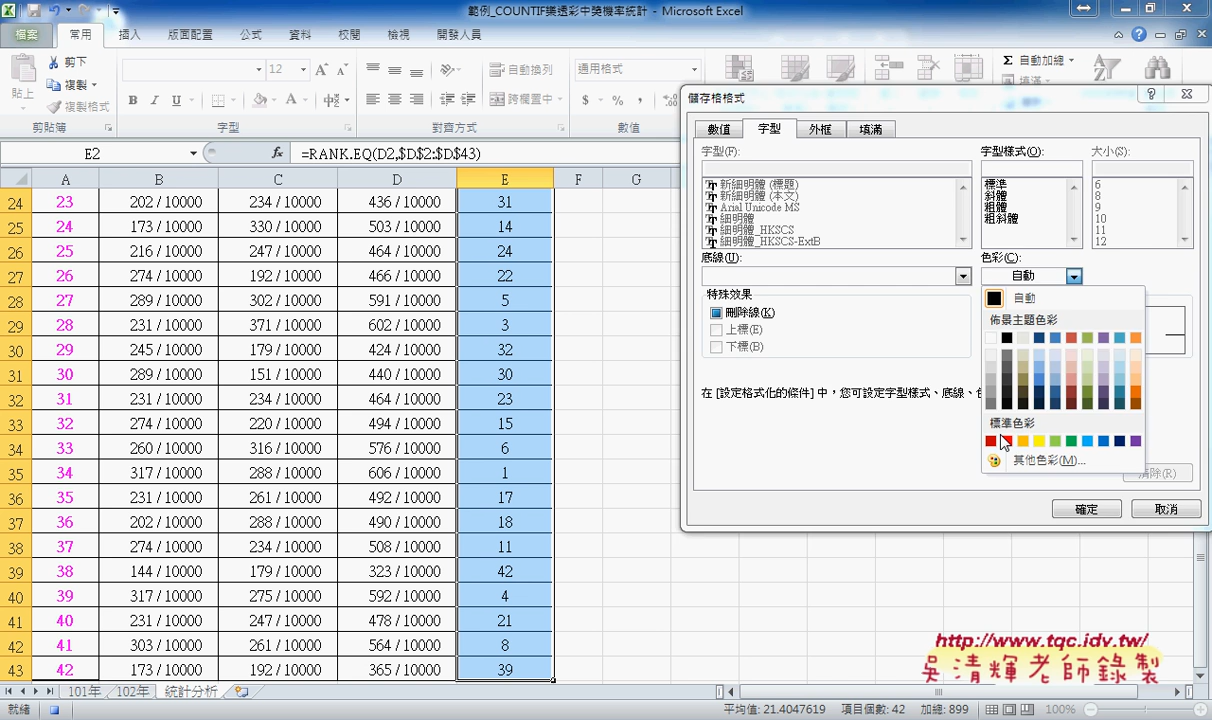 範例_COUNTIF樂透彩中獎機率統計 - Microsoft Excel
檔案 常用 插入 版面配置 公式 資料 校閱 檢視 開發人員
貼上 剪下 複製 複製格式 剪貼簿
12 B I U 字型
自動換列 跨欄置中 對齊方式
通用格式 數值
Σ 自動加總 填滿
E2 fx =RANK.EQ(D2,$D$2:$D$43)
A B C D E F G
24 23 202 / 10000 234 / 10000 436 / 10000 31
25 24 173 / 10000 330 / 10000 503 / 10000 14
26 25 216 / 10000 247 / 10000 464 / 10000 24
27 26 274 / 10000 192 / 10000 466 / 10000 22
28 27 289 / 10000 302 / 10000 591 / 10000 5
29 28 231 / 10000 371 / 10000 602 / 10000 3
30 29 245 / 10000 179 / 10000 424 / 10000 32
31 30 289 / 10000 151 / 10000 440 / 10000 30
32 31 231 / 10000 234 / 10000 464 / 10000 23
33 32 274 / 10000 220 / 10000 494 / 10000 15
34 33 260 / 10000 316 / 10000 576 / 10000 6
35 34 317 / 10000 288 / 10000 606 / 10000 1
36 35 231 / 10000 261 / 10000 492 / 10000 17
37 36 202 / 10000 288 / 10000 490 / 10000 18
38 37 274 / 10000 234 / 10000 508 / 10000 11
39 38 144 / 10000 179 / 10000 323 / 10000 42
40 39 317 / 10000 275 / 10000 592 / 10000 4
41 40 231 / 10000 247 / 10000 478 / 10000 21
42 41 303 / 10000 261 / 10000 564 / 10000 8
43 42 173 / 10000 192 / 10000 365 / 10000 39
儲存格格式
數值 字型 外框 填滿
字型(F): 字型樣式(O): 大小(S):
新細明體 (標題)
新細明體 (本文)
Arial Unicode MS
細明體
細明體_HKSCS
細明體_HKSCS-ExtB
標準
斜體
粗體
粗斜體
6
8
9
10
11
12
底線(U): 色彩(C):
自動
特殊效果
刪除線(K)
上標(E)
下標(B)
自動
佈景主題色彩
標準色彩
其他色彩(M)...
在 [設定格式化的條件] 中，您可設定字型樣式、底線、
清除(R)
確定 取消
http://www.tqc.idv.tw/
吳清輝老師錄製
101年 102年 統計分析
就緒 平均值: 21.4047619 項目個數: 42 加總: 899 100%